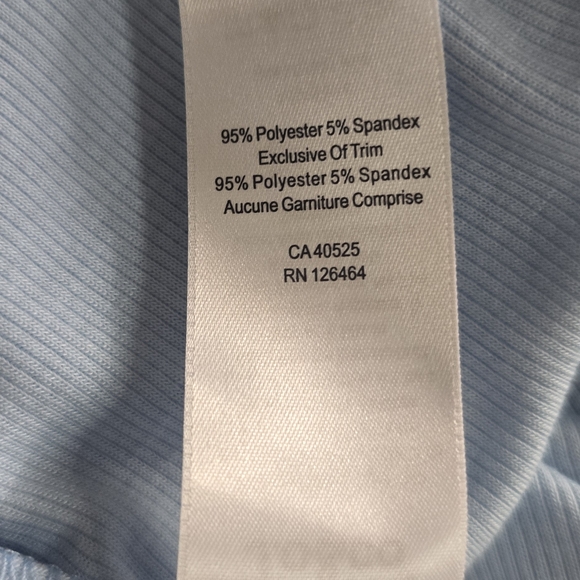 95% Polyester 5% Spandex
Exclusive Of Trim
95% Polyester 5% Spandex
Aucune Garniture Comprise
CA 40525
RN 126464